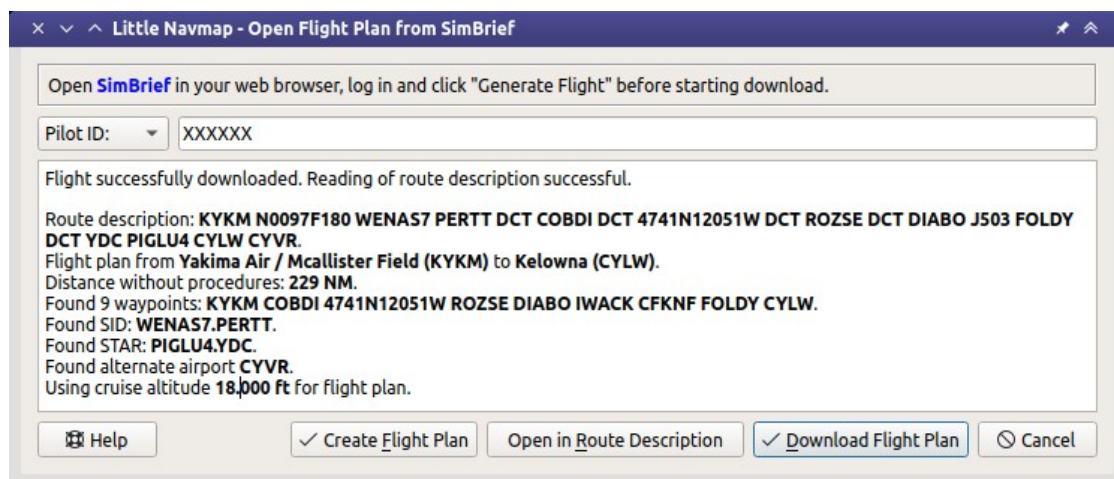 Little Navmap - Open Flight Plan from SimBrief
Open SimBrief in your web browser, log in and click "Generate Flight" before starting download.
Pilot ID: XXXXXX
Flight successfully downloaded. Reading of route description successful.
Route description: KYKM N0097F180 WENAS7 PERTT DCT COBDI DCT 4741N12051W DCT ROZSE DCT DIABO J503 FOLDY
DCT YDC PIGLU4 CYLW CYVR.
Flight plan from Yakima Air / Mcallister Field (KYKM) to Kelowna (CYLW).
Distance without procedures: 229 NM.
Found 9 waypoints: KYKM COBDI 4741N12051W ROZSE DIABO IWACK CFKNF FOLDY CYLW.
Found SID: WENAS7.PERTT.
Found STAR: PIGLU4.YDC.
Found alternate airport CYVR.
Using cruise altitude 18.000 ft for flight plan.
Help Create Flight Plan Open in Route Description Download Flight Plan Cancel